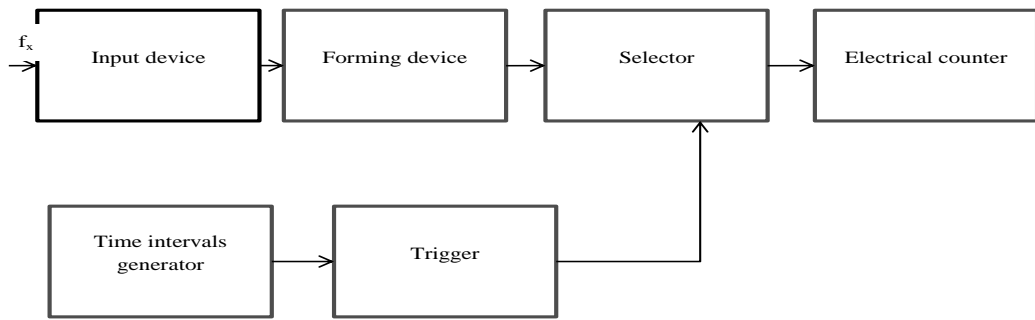 fx
Input device
Forming device
Selector
Electrical counter
Time intervals
generator
Trigger